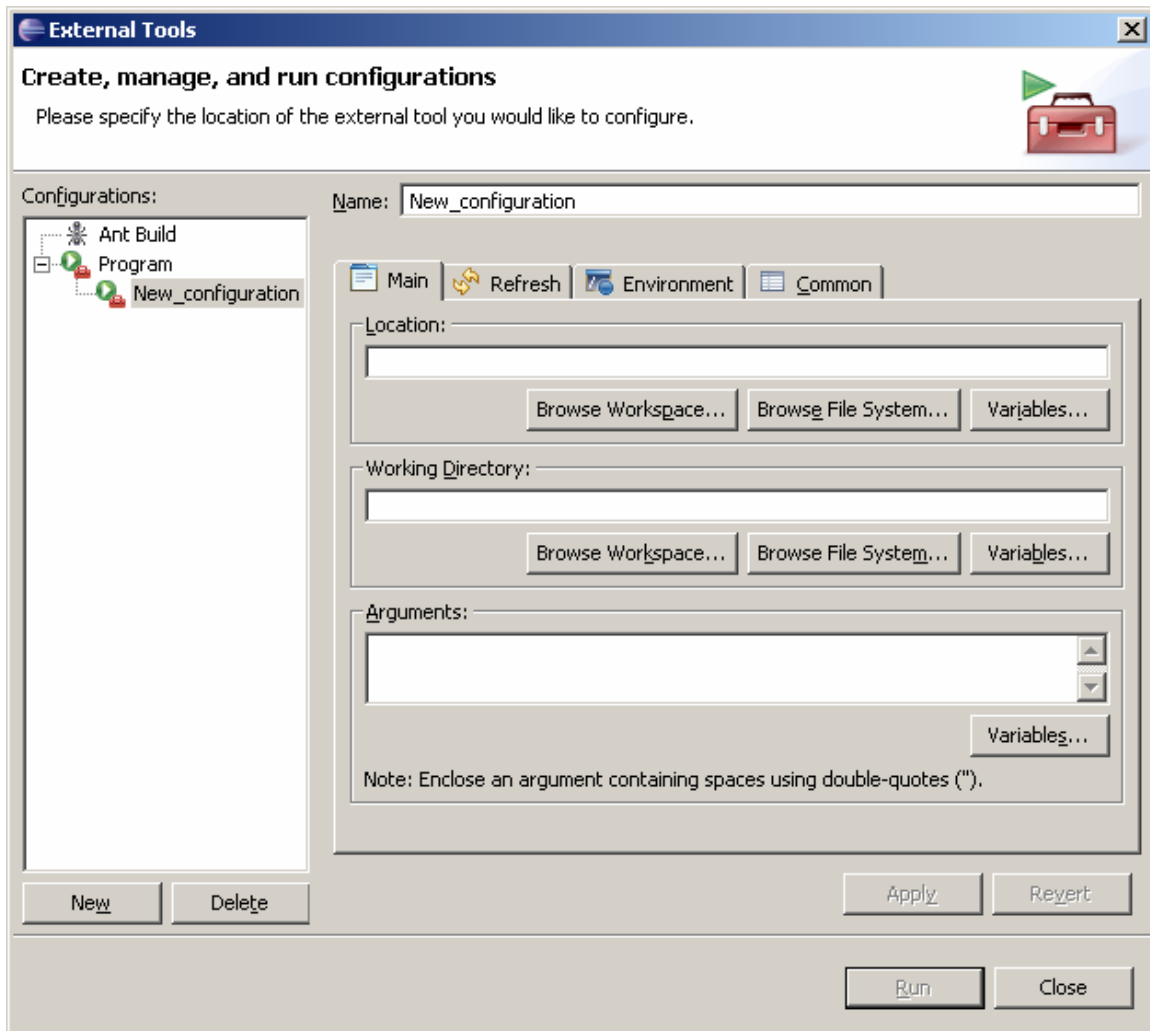 External Tools
Create, manage, and run configurations
Please specify the location of the external tool you would like to configure.
Configurations:
Ant Build
Program
New_configuration
New
Delete
Name: New_configuration
Main Refresh Environment Common
Location:
Browse Workspace... Browse File System... Variables...
Working Directory:
Browse Workspace... Browse File System... Variables...
Arguments:
Variables...
Note: Enclose an argument containing spaces using double-quotes (").
Apply Revert
Run Close